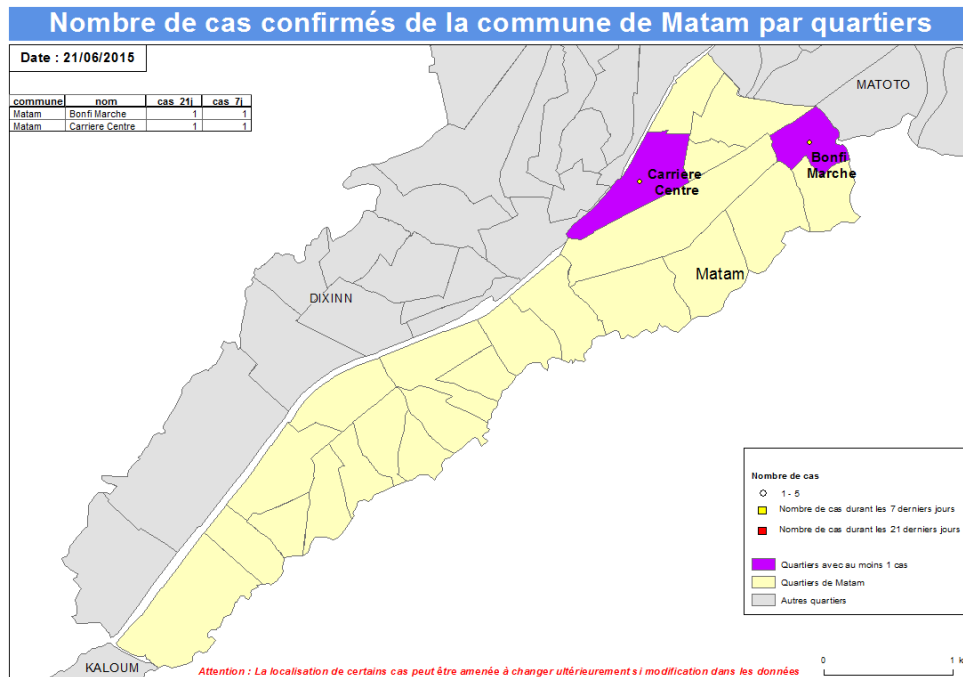 Nombre de cas confirmés de la commune de Matam par quartiers
Date : 21/06/2015
commune nom cas_21j cas_7j
Matam Bonfi Marche 1 1
Matam Carriere Centre 1 1
MATOTO
Bonfi
Marche
Carriere
Centre
Matam
DIXINN
KALOUM
Nombre de cas
1 - 5
Nombre de cas durant les 7 derniers jours
Nombre de cas durant les 21 derniers jours
Quartiers avec au moins 1 cas
Quartiers de Matam
Autres quartiers
Attention : La localisation de certains cas peut être amenée à changer ultérieurement si modification dans les données
0 1 k